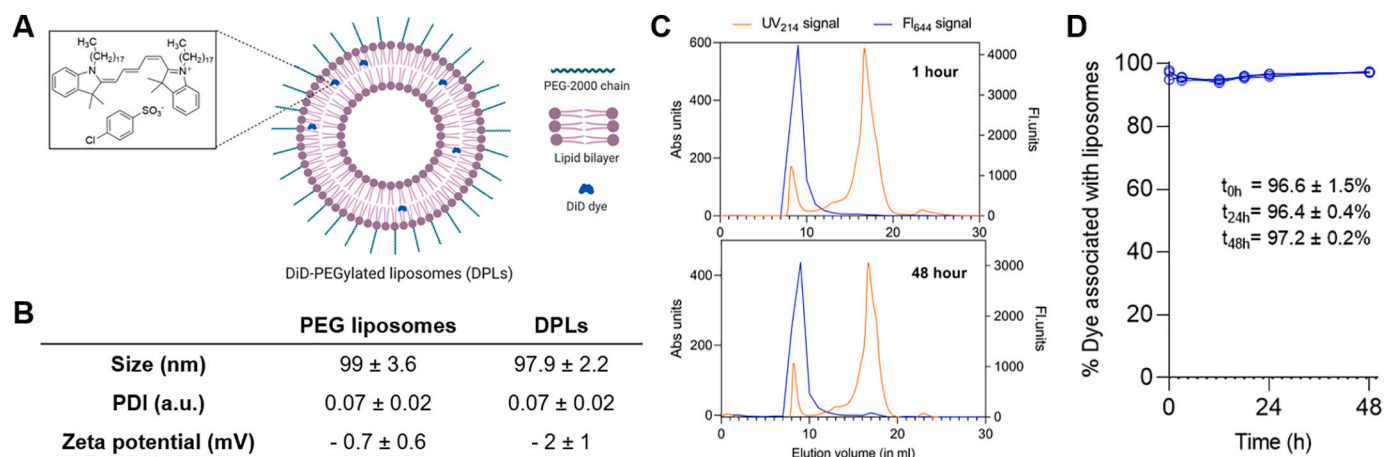 A
H₃C
(CH₂)₁₇
H₃C
(CH₂)₁₇
N
N⁺
SO₃⁻
Cl
PEG-2000 chain
Lipid bilayer
DiD dye
DiD-PEGylated liposomes (DPLs)
B
PEG liposomes DPLs
Size (nm) 99 ± 3.6 97.9 ± 2.2
PDI (a.u.) 0.07 ± 0.02 0.07 ± 0.02
Zeta potential (mV) - 0.7 ± 0.6 - 2 ± 1
C
UV₂₁₄ signal Fl₆₄₄ signal
1 hour
Abs units
600
400
200
0
4000
3000
2000
1000
0
Fl.units
0 10 20 30
48 hour
Abs units
400
200
0
3000
2000
1000
0
Fl.units
0 10 20 30
Elution volume (in ml)
D
% Dye associated with liposomes
100
80
60
40
20
0
t₀ₕ = 96.6 ± 1.5%
t₂₄ₕ= 96.4 ± 0.4%
t₄₈ₕ= 97.2 ± 0.2%
0 24 48
Time (h)